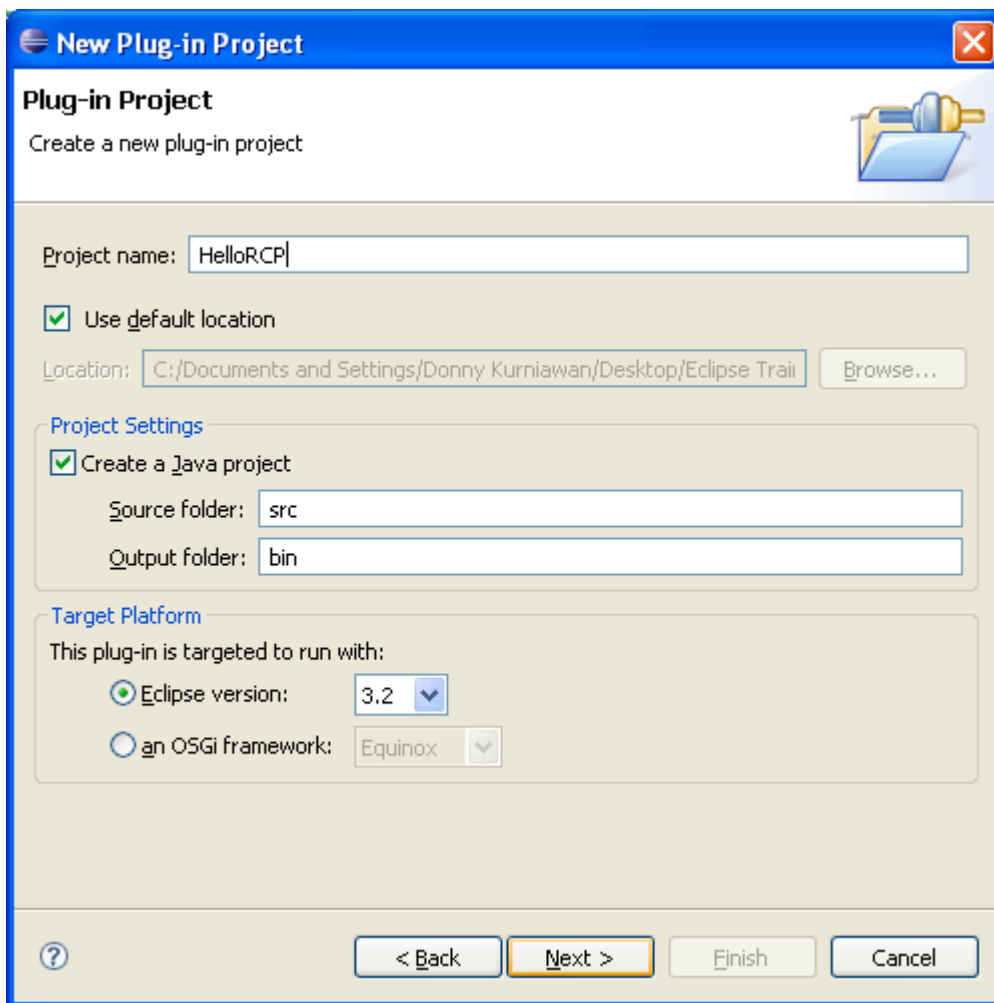 New Plug-in Project
Plug-in Project
Create a new plug-in project
Project name: HelloRCP
Use default location
Location: C:/Documents and Settings/Donny Kurniawan/Desktop/Eclipse Traii Browse...
Project Settings
Create a Java project
Source folder: src
Output folder: bin
Target Platform
This plug-in is targeted to run with:
Eclipse version: 3.2
an OSGi framework: Equinox
? < Back Next > Finish Cancel